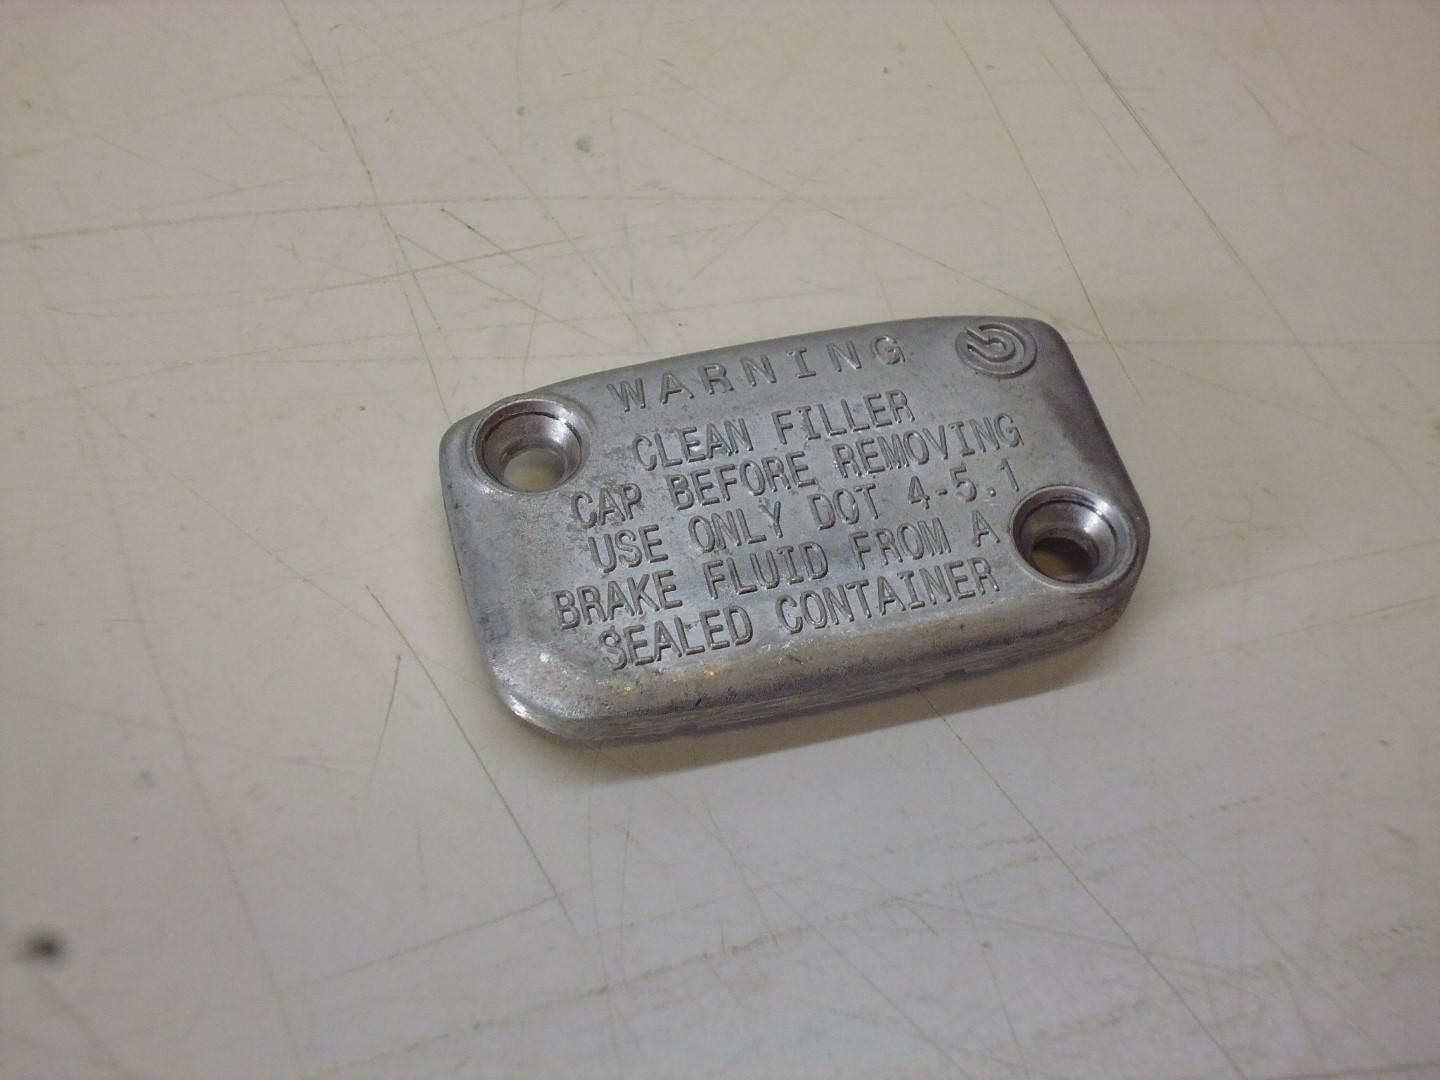 WARNING
CLEAN FILLER
CAP BEFORE REMOVING
USE ONLY DOT 4-5.1
BRAKE FLUID FROM A
SEALED CONTAINER